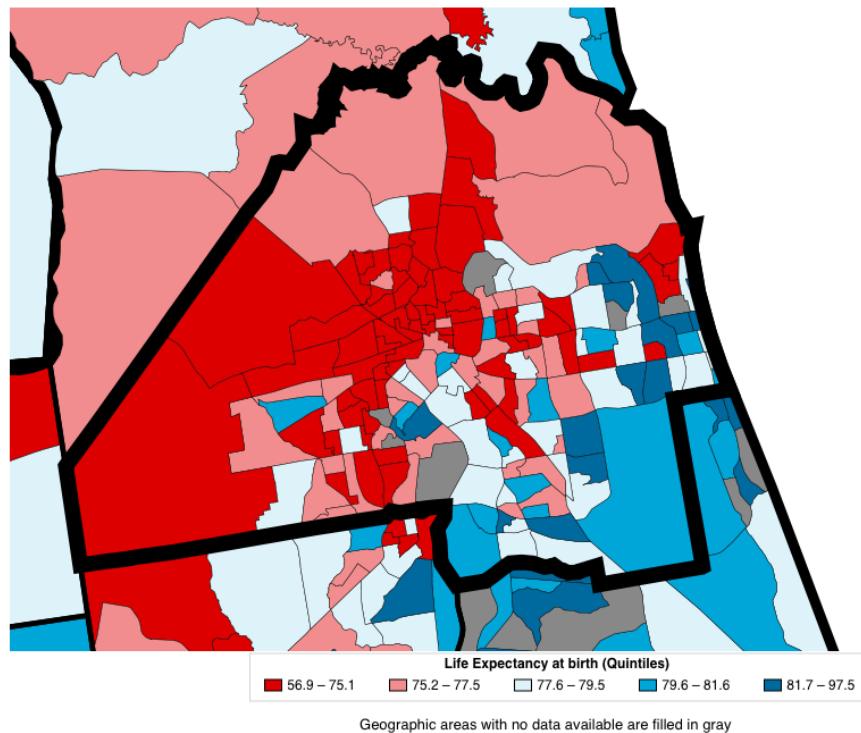 Life Expectancy at birth (Quintiles)
56.9 – 75.1 75.2 – 77.5 77.6 – 79.5 79.6 – 81.6 81.7 – 97.5
Geographic areas with no data available are filled in gray